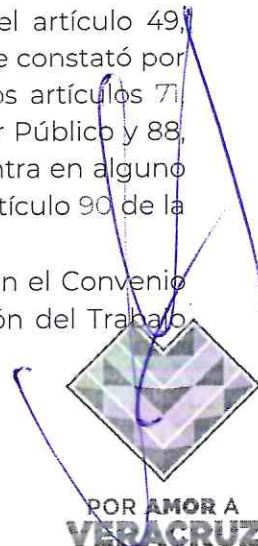 el artículo 49,
e constató por
os artículos 71,
r Público y 88,
ntra en alguno
tículo 90 de la
n el Convenio
ón del Trabajo
POR AMOR A
VERACRUZ